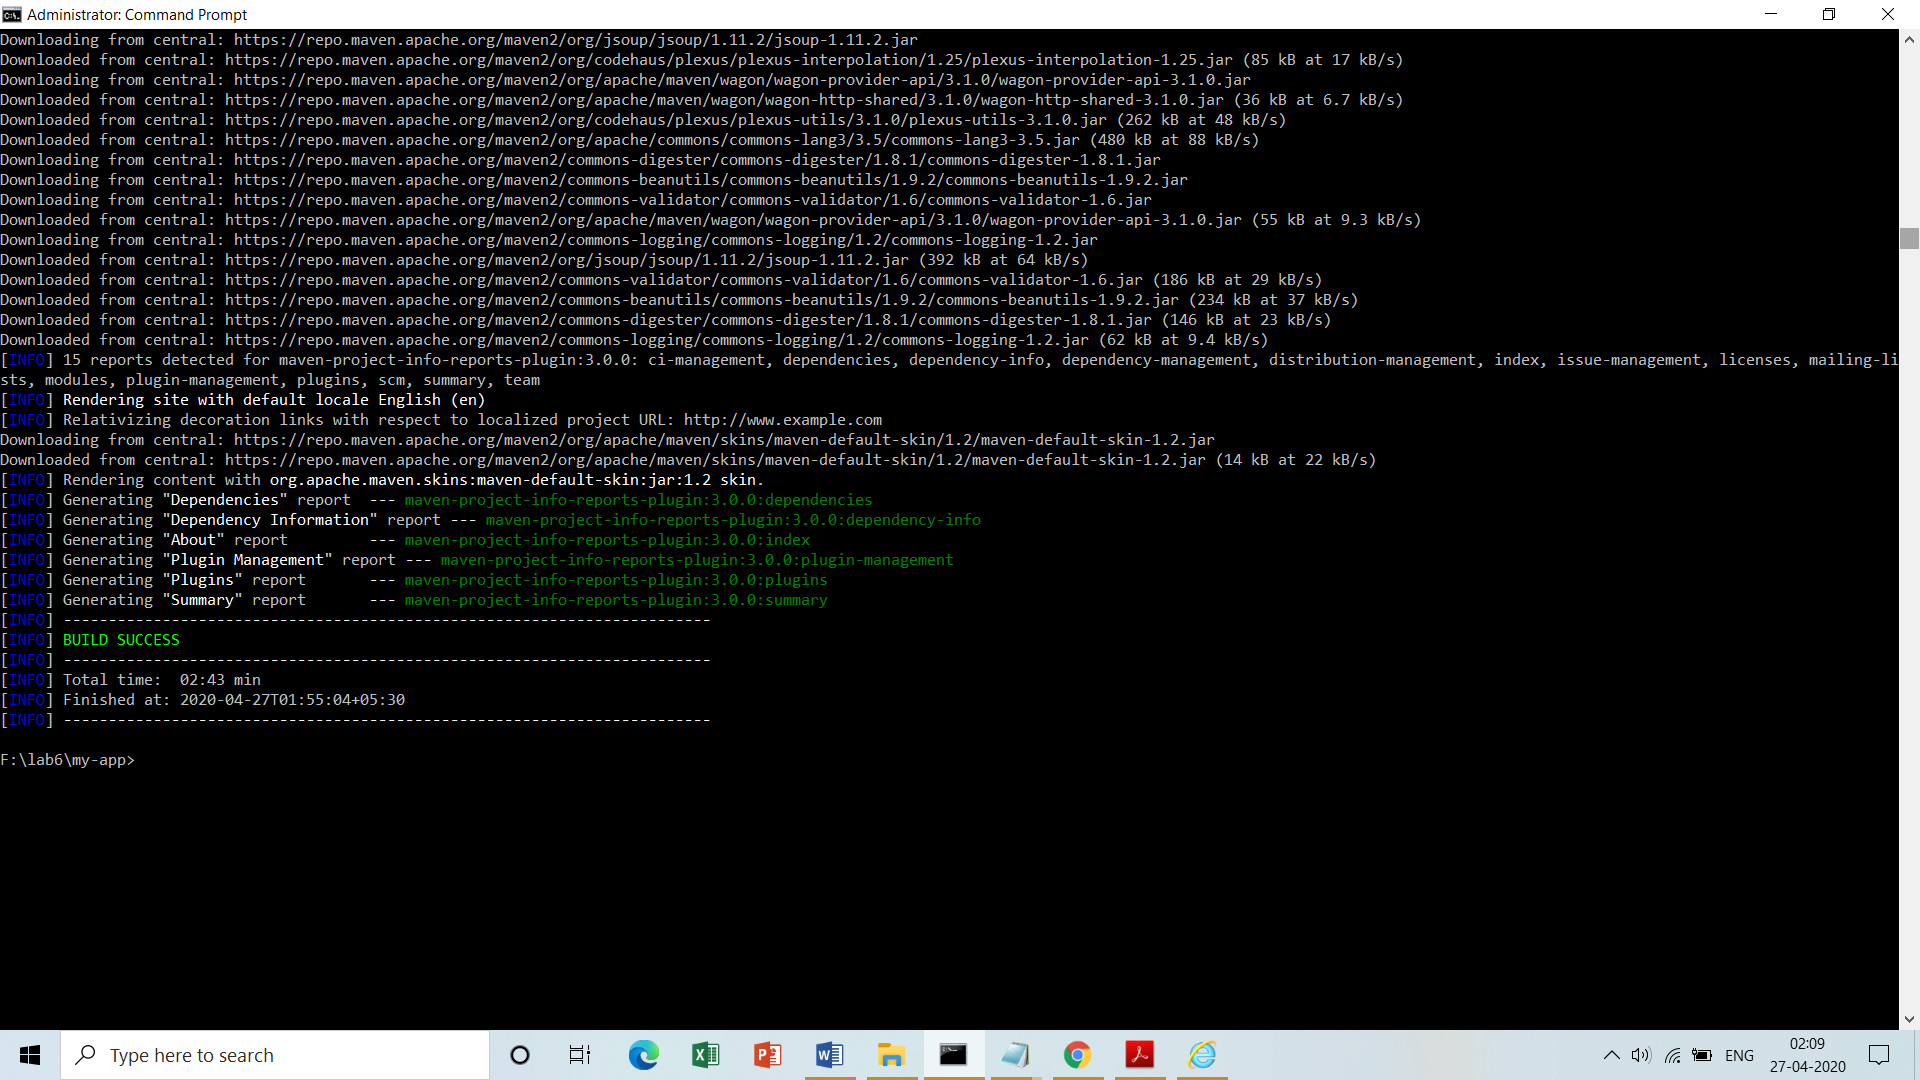 Administrator: Command Prompt
Downloading from central: https://repo.maven.apache.org/maven2/org/jsoup/jsoup/1.11.2/jsoup-1.11.2.jar
Downloaded from central: https://repo.maven.apache.org/maven2/org/codehaus/plexus/plexus-interpolation/1.25/plexus-interpolation-1.25.jar (85 kB at 17 kB/s)
Downloading from central: https://repo.maven.apache.org/maven2/org/apache/maven/wagon/wagon-provider-api/3.1.0/wagon-provider-api-3.1.0.jar
Downloaded from central: https://repo.maven.apache.org/maven2/org/apache/maven/wagon/wagon-http-shared/3.1.0/wagon-http-shared-3.1.0.jar (36 kB at 6.7 kB/s)
Downloaded from central: https://repo.maven.apache.org/maven2/org/codehaus/plexus/plexus-utils/3.1.0/plexus-utils-3.1.0.jar (262 kB at 48 kB/s)
Downloaded from central: https://repo.maven.apache.org/maven2/org/apache/commons/commons-lang3/3.5/commons-lang3-3.5.jar (480 kB at 88 kB/s)
Downloading from central: https://repo.maven.apache.org/maven2/commons-digester/commons-digester/1.8.1/commons-digester-1.8.1.jar
Downloading from central: https://repo.maven.apache.org/maven2/commons-beanutils/commons-beanutils/1.9.2/commons-beanutils-1.9.2.jar
Downloading from central: https://repo.maven.apache.org/maven2/commons-validator/commons-validator/1.6/commons-validator-1.6.jar
Downloaded from central: https://repo.maven.apache.org/maven2/org/apache/maven/wagon/wagon-provider-api/3.1.0/wagon-provider-api-3.1.0.jar (55 kB at 9.3 kB/s)
Downloading from central: https://repo.maven.apache.org/maven2/commons-logging/commons-logging/1.2/commons-logging-1.2.jar
Downloaded from central: https://repo.maven.apache.org/maven2/org/jsoup/jsoup/1.11.2/jsoup-1.11.2.jar (392 kB at 64 kB/s)
Downloaded from central: https://repo.maven.apache.org/maven2/commons-validator/commons-validator/1.6/commons-validator-1.6.jar (186 kB at 29 kB/s)
Downloaded from central: https://repo.maven.apache.org/maven2/commons-beanutils/commons-beanutils/1.9.2/commons-beanutils-1.9.2.jar (234 kB at 37 kB/s)
Downloaded from central: https://repo.maven.apache.org/maven2/commons-digester/commons-digester/1.8.1/commons-digester-1.8.1.jar (146 kB at 23 kB/s)
Downloaded from central: https://repo.maven.apache.org/maven2/commons-logging/commons-logging/1.2/commons-logging-1.2.jar (62 kB at 9.4 kB/s)
[INFO] 15 reports detected for maven-project-info-reports-plugin:3.0.0: ci-management, dependencies, dependency-info, dependency-management, distribution-management, index, issue-management, licenses, mailing-li
sts, modules, plugin-management, plugins, scm, summary, team
[INFO] Rendering site with default locale English (en)
[INFO] Relativizing decoration links with respect to localized project URL: http://www.example.com
Downloading from central: https://repo.maven.apache.org/maven2/org/apache/maven/skins/maven-default-skin/1.2/maven-default-skin-1.2.jar
Downloaded from central: https://repo.maven.apache.org/maven2/org/apache/maven/skins/maven-default-skin/1.2/maven-default-skin-1.2.jar (14 kB at 22 kB/s)
[INFO] Rendering content with org.apache.maven.skins:maven-default-skin:jar:1.2 skin.
[INFO] Generating "Dependencies" report  --- maven-project-info-reports-plugin:3.0.0:dependencies
[INFO] Generating "Dependency Information" report --- maven-project-info-reports-plugin:3.0.0:dependency-info
[INFO] Generating "About" report         --- maven-project-info-reports-plugin:3.0.0:index
[INFO] Generating "Plugin Management" report --- maven-project-info-reports-plugin:3.0.0:plugin-management
[INFO] Generating "Plugins" report       --- maven-project-info-reports-plugin:3.0.0:plugins
[INFO] Generating "Summary" report       --- maven-project-info-reports-plugin:3.0.0:summary
[INFO] ------------------------------------------------------------------------
[INFO] BUILD SUCCESS
[INFO] ------------------------------------------------------------------------
[INFO] Total time:  02:43 min
[INFO] Finished at: 2020-04-27T01:55:04+05:30
[INFO] ------------------------------------------------------------------------
F:\lab6\my-app>
Type here to search
ENG
02:09
27-04-2020